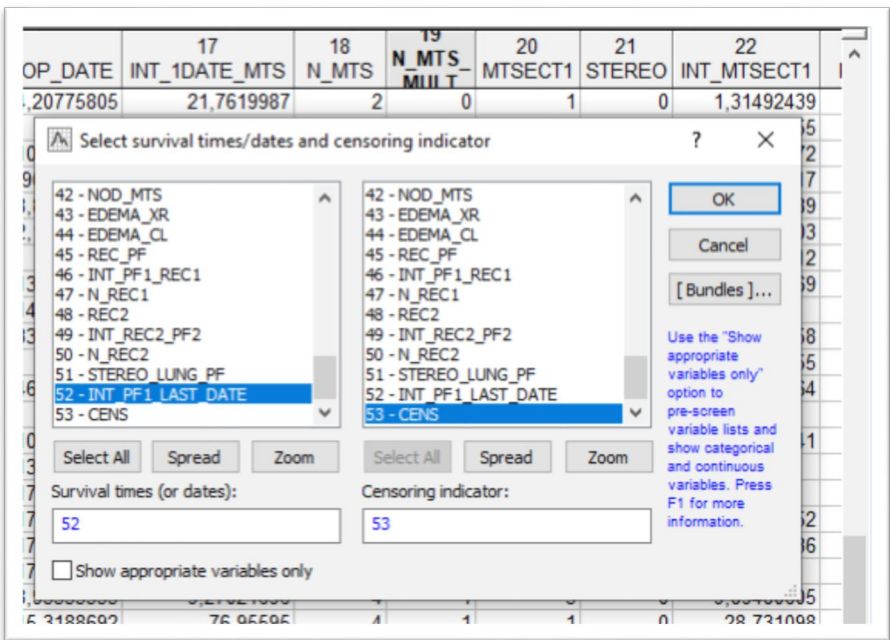 17 18 19 20 21 22
OP_DATE INT_1DATE_MTS N_MTS N_MTS_MULT MTSECT1 STEREO INT_MTSECT1
,20775805 21,7619987 2 0 1 0 1,31492439
Select survival times/dates and censoring indicator ? ×
42 - NOD_MTS
43 - EDEMA_XR
44 - EDEMA_CL
45 - REC_PF
46 - INT_PF1_REC1
47 - N_REC1
48 - REC2
49 - INT_REC2_PF2
50 - N_REC2
51 - STEREO_LUNG_PF
52 - INT_PF1_LAST_DATE
53 - CENS
Select All Spread Zoom
Survival times (or dates):
52
Show appropriate variables only
42 - NOD_MTS
43 - EDEMA_XR
44 - EDEMA_CL
45 - REC_PF
46 - INT_PF1_REC1
47 - N_REC1
48 - REC2
49 - INT_REC2_PF2
50 - N_REC2
51 - STEREO_LUNG_PF
52 - INT_PF1_LAST_DATE
53 - CENS
Select All Spread Zoom
Censoring indicator:
53
OK
Cancel
[ Bundles ]...
Use the "Show
appropriate
variables only"
option to
pre-screen
variable lists and
show categorical
and continuous
variables. Press
F1 for more
information.
5,3188692 76,95595 4 1 1 0 28,731098